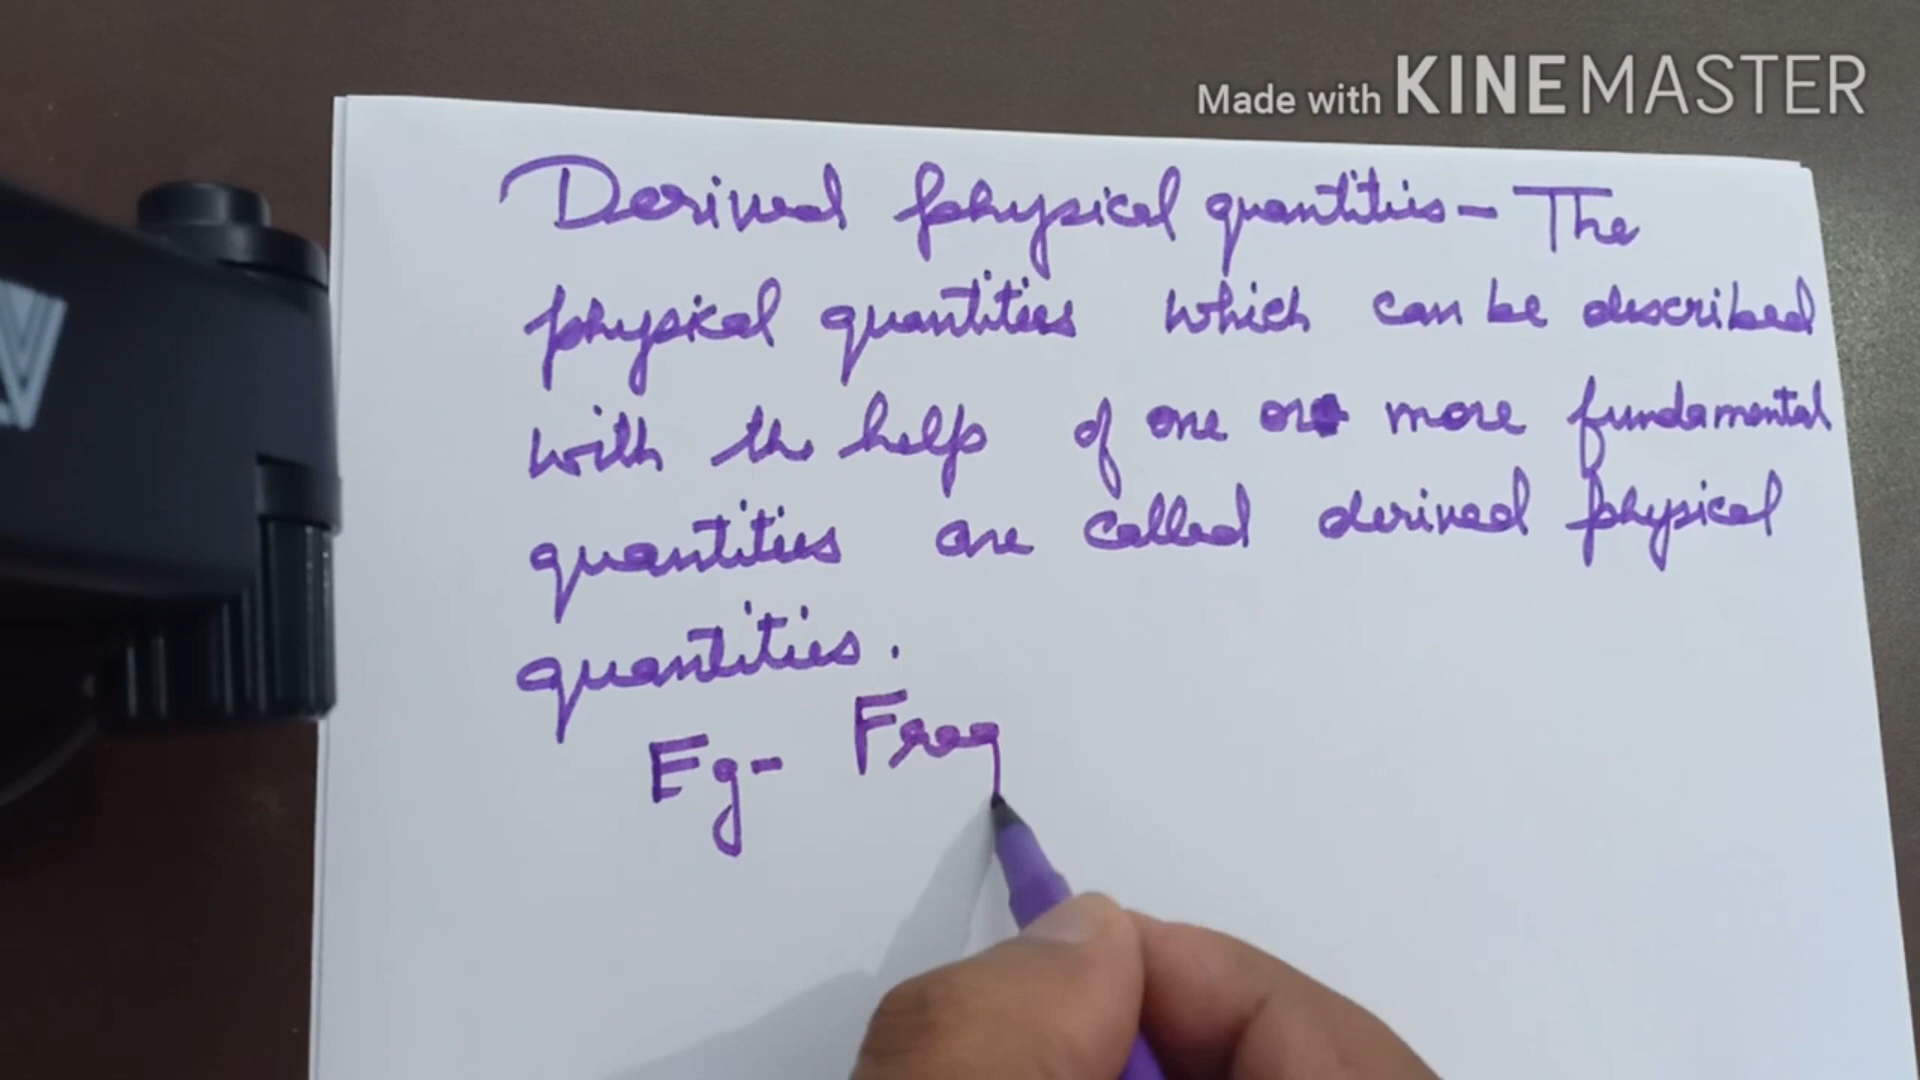 Made with KINEMASTER
Derived physical quantities - The
physical quantities which can be described
with the help of one or more fundamental
quantities are called derived physical
quantities.
Eg - Freq